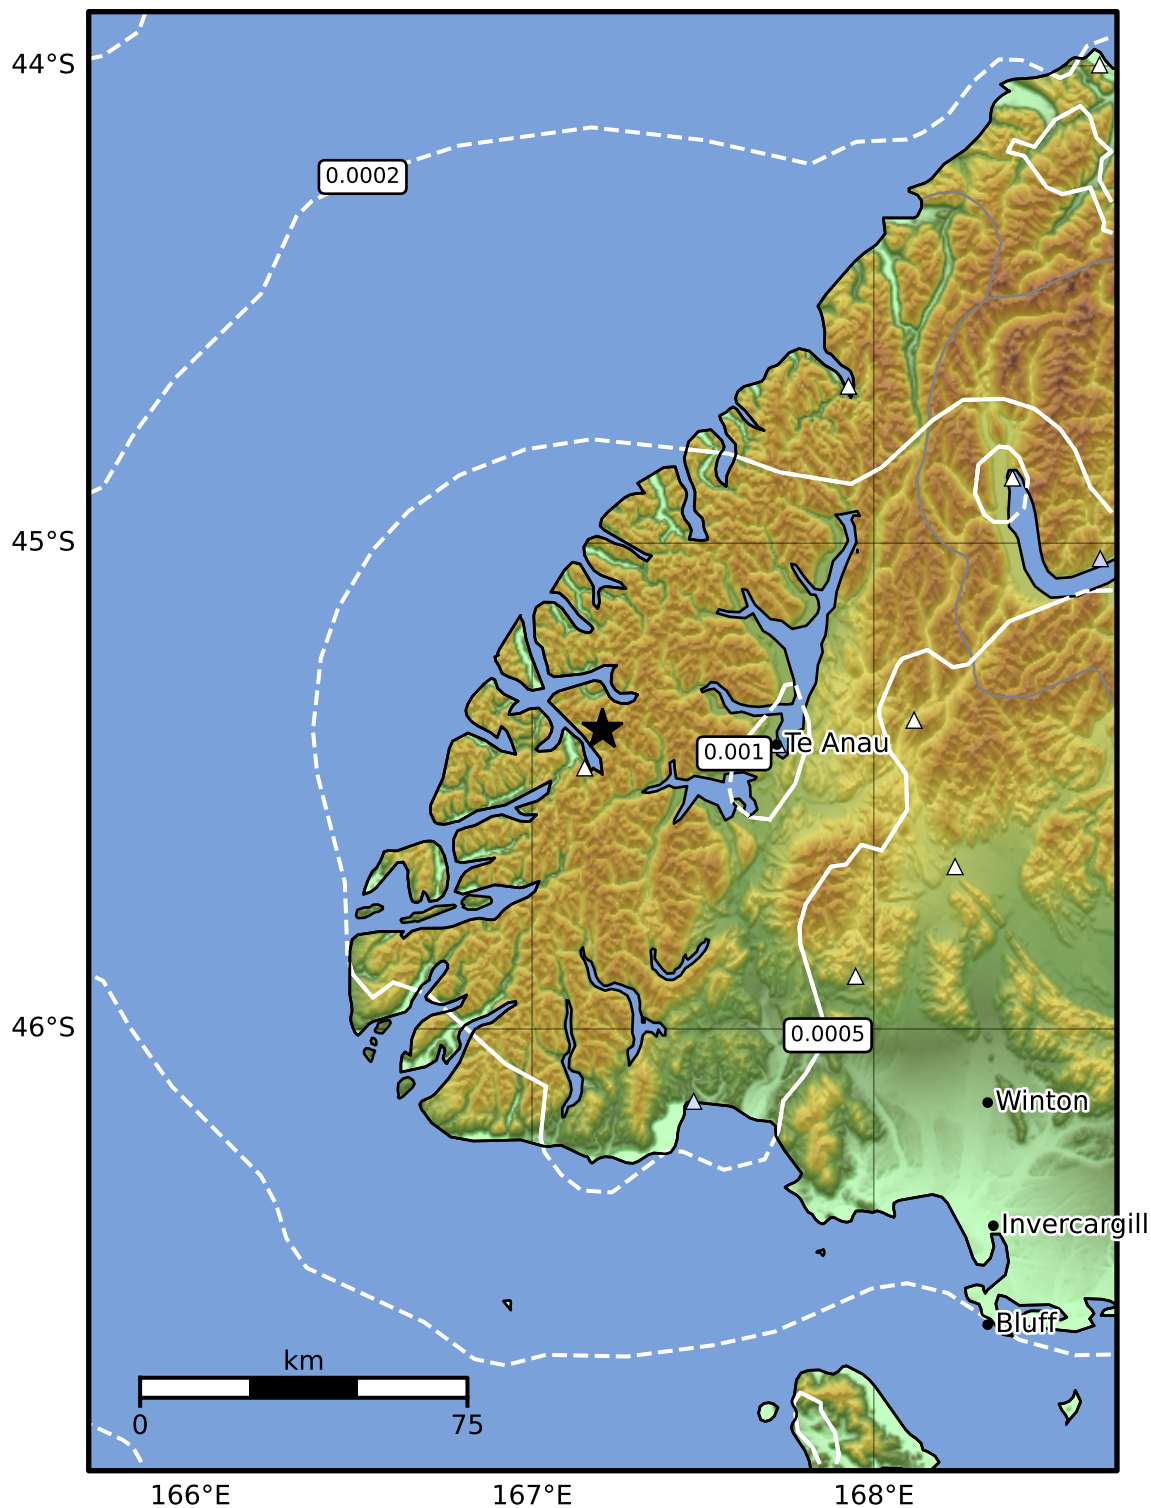 44°S
0.0002
45°S
0.001
Te Anau
46°S
0.0005
Winton
Invercargill
Bluff
km
0
75
166°E
167°E
168°E